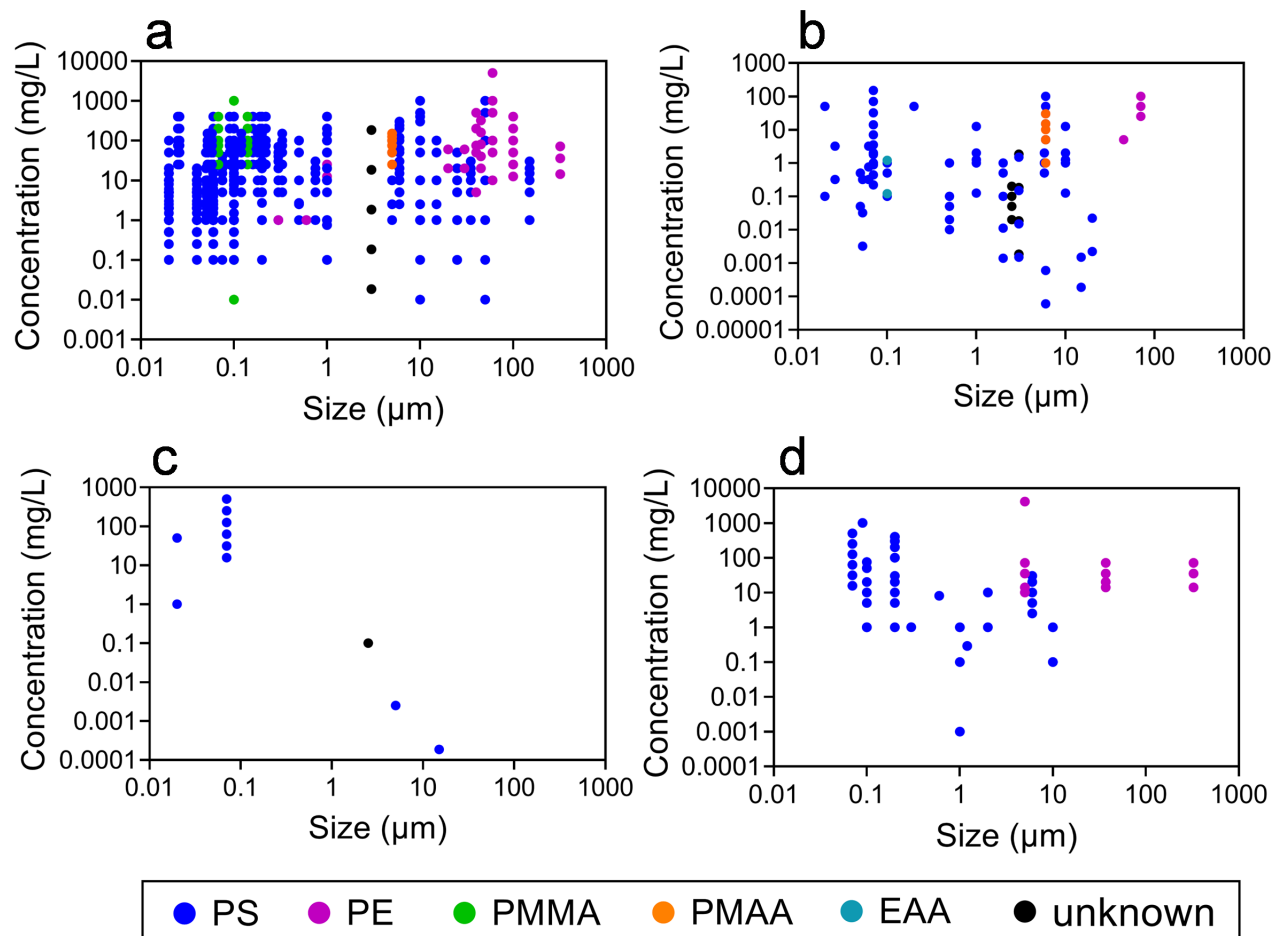 a
Concentration (mg/L)
10000
1000
100
10
1
0.1
0.01
0.001
0.01 0.1 1 10 100 1000
Size (µm)
b
Concentration (mg/L)
1000
100
10
1
0.1
0.01
0.001
0.0001
0.00001
0.01 0.1 1 10 100 1000
Size (µm)
c
Concentration (mg/L)
1000
100
10
1
0.1
0.01
0.001
0.0001
0.01 0.1 1 10 100 1000
Size (µm)
d
Concentration (mg/L)
10000
1000
100
10
1
0.1
0.01
0.001
0.0001
0.01 0.1 1 10 100 1000
Size (µm)
PS PE PMMA PMAA EAA unknown